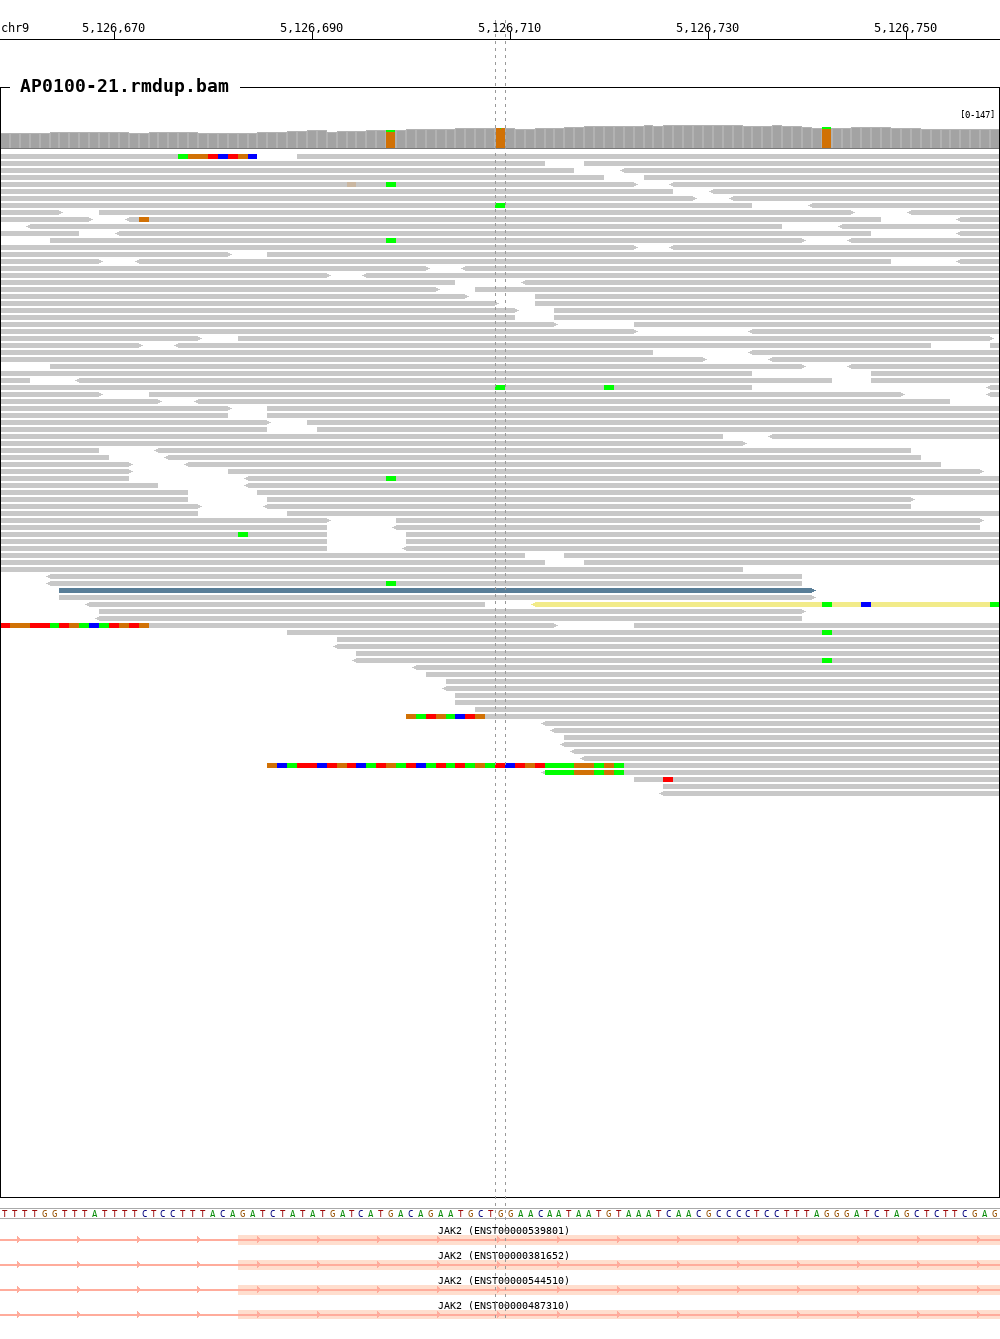 chr9 5,126,670 5,126,690 5,126,710 5,126,730 5,126,750
AP0100-21.rmdup.bam
[0-147]
TTTTGGTTTATTTTCTCCTTTACAGATCTATATGATCATGACAGAATGCTGGAACAATAATGTAAATCAACGCCCCTCCTTTAGGGATCTAGCTCTTCGAG
JAK2 (ENST00000539801)
JAK2 (ENST00000381652)
JAK2 (ENST00000544510)
JAK2 (ENST00000487310)